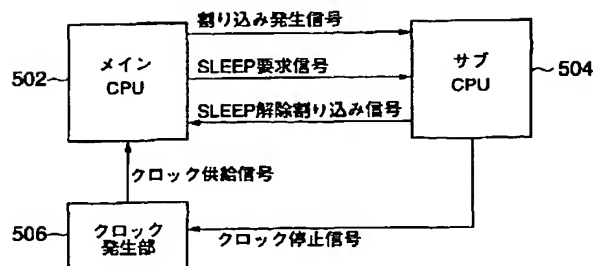 割り込み発生信号
502
メイン
CPU
SLEEP要求信号
サブ
CPU
504
SLEEP解除割り込み信号
クロック供給信号
506
クロック
発生部
クロック停止信号